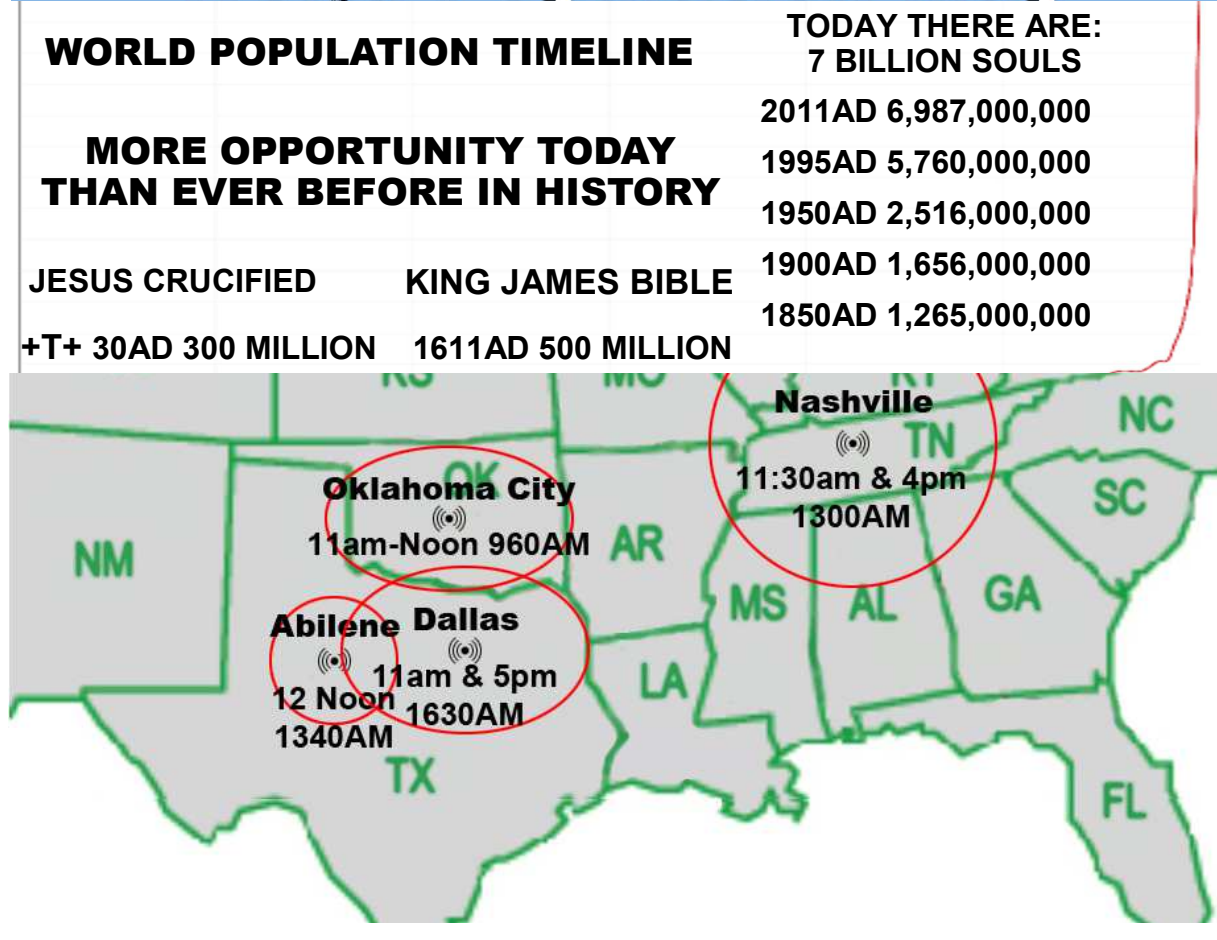 WORLD POPULATION TIMELINE
MORE OPPORTUNITY TODAY
THAN EVER BEFORE IN HISTORY
JESUS CRUCIFIED
+T+ 30AD 300 MILLION
KING JAMES BIBLE
1611AD 500 MILLION
TODAY THERE ARE:
7 BILLION SOULS
2011AD 6,987,000,000
1995AD 5,760,000,000
1950AD 2,516,000,000
1900AD 1,656,000,000
1850AD 1,265,000,000
KS
MO
KY
Nashville
TN
11:30am & 4pm
1300AM
NC
SC
OK
Oklahoma City
11am-Noon 960AM
NM
AR
MS
AL
GA
Abilene
12 Noon
1340AM
Dallas
11am & 5pm
1630AM
LA
TX
FL